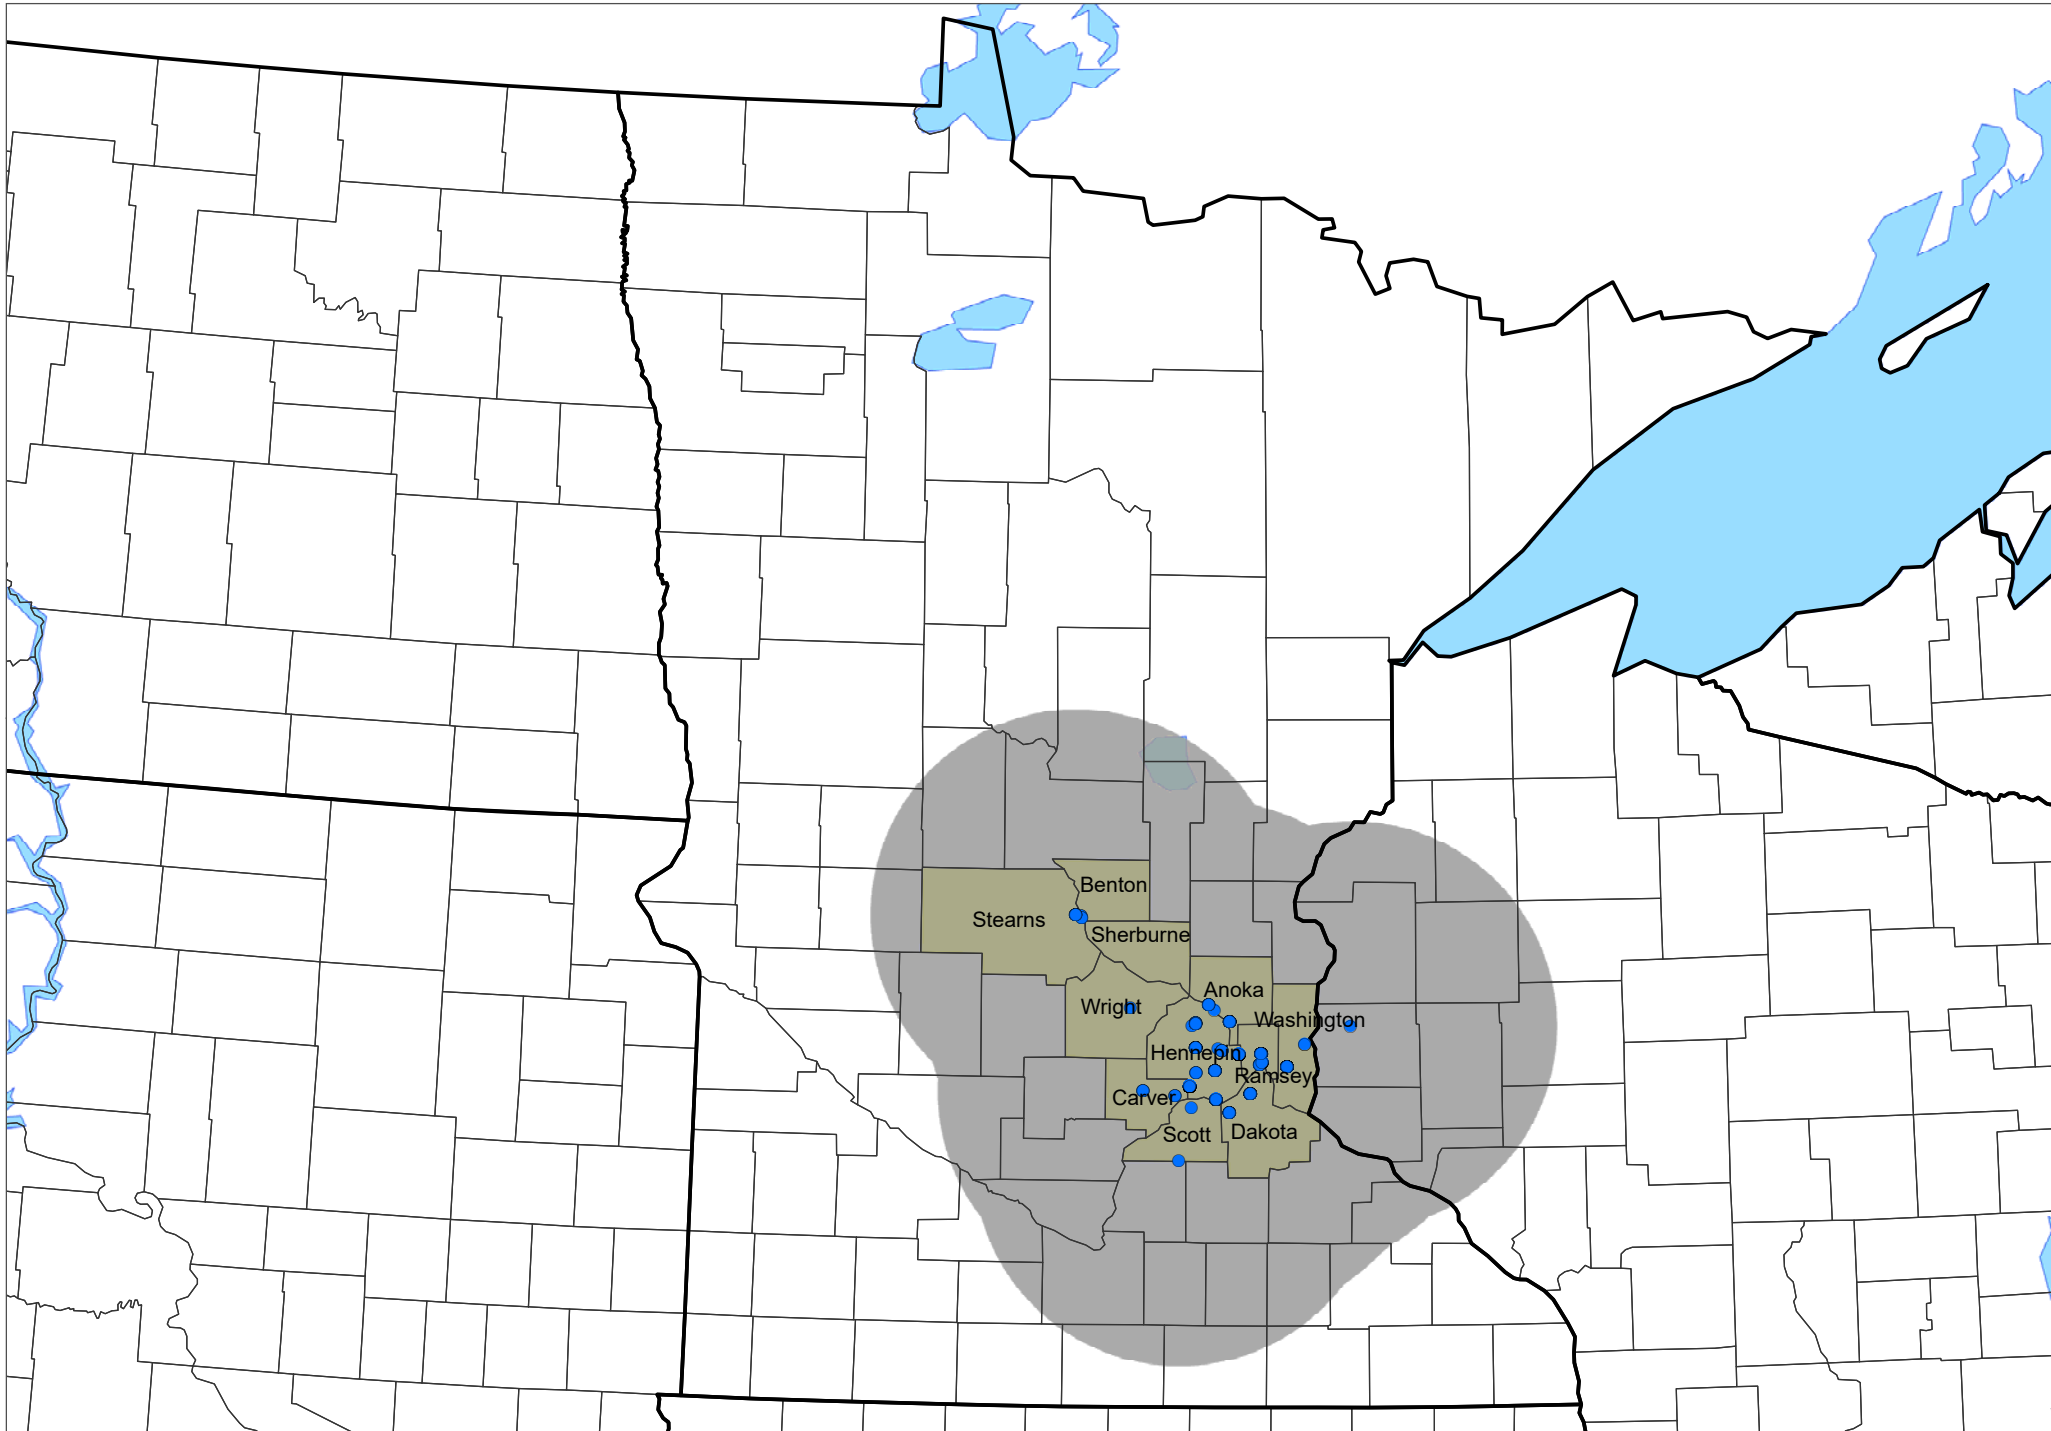 Benton
Stearns
Sherburne
Anoka
Wright
Washington
Hennepin
Ramsey
Carver
Scott
Dakota